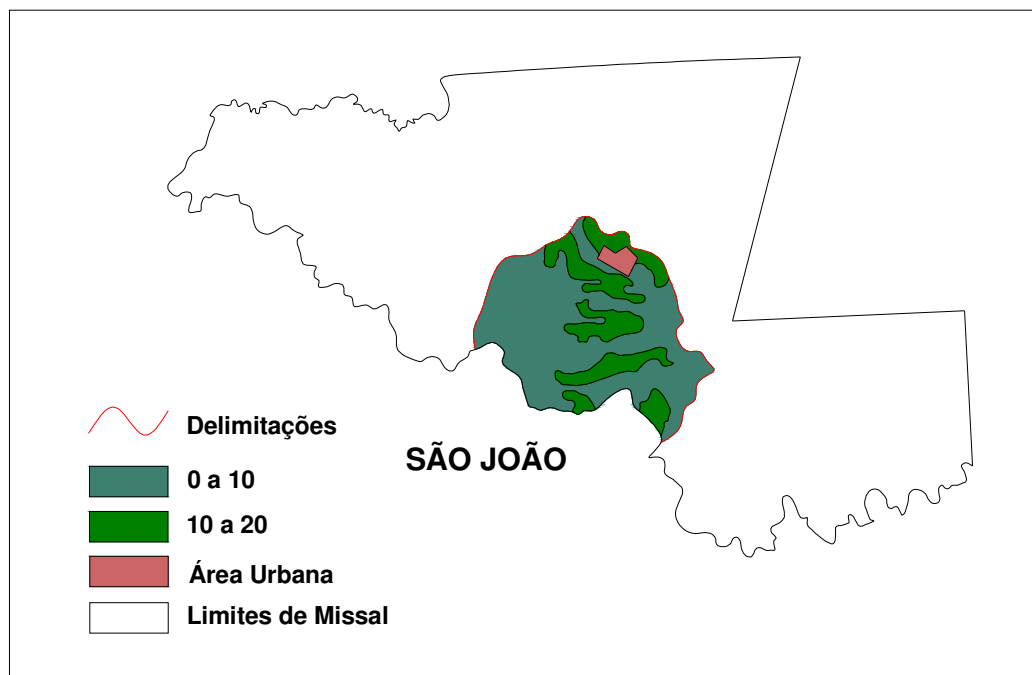 SÃO JOÃO
Delimitações
0 a 10
10 a 20
Área Urbana
Limites de Missal